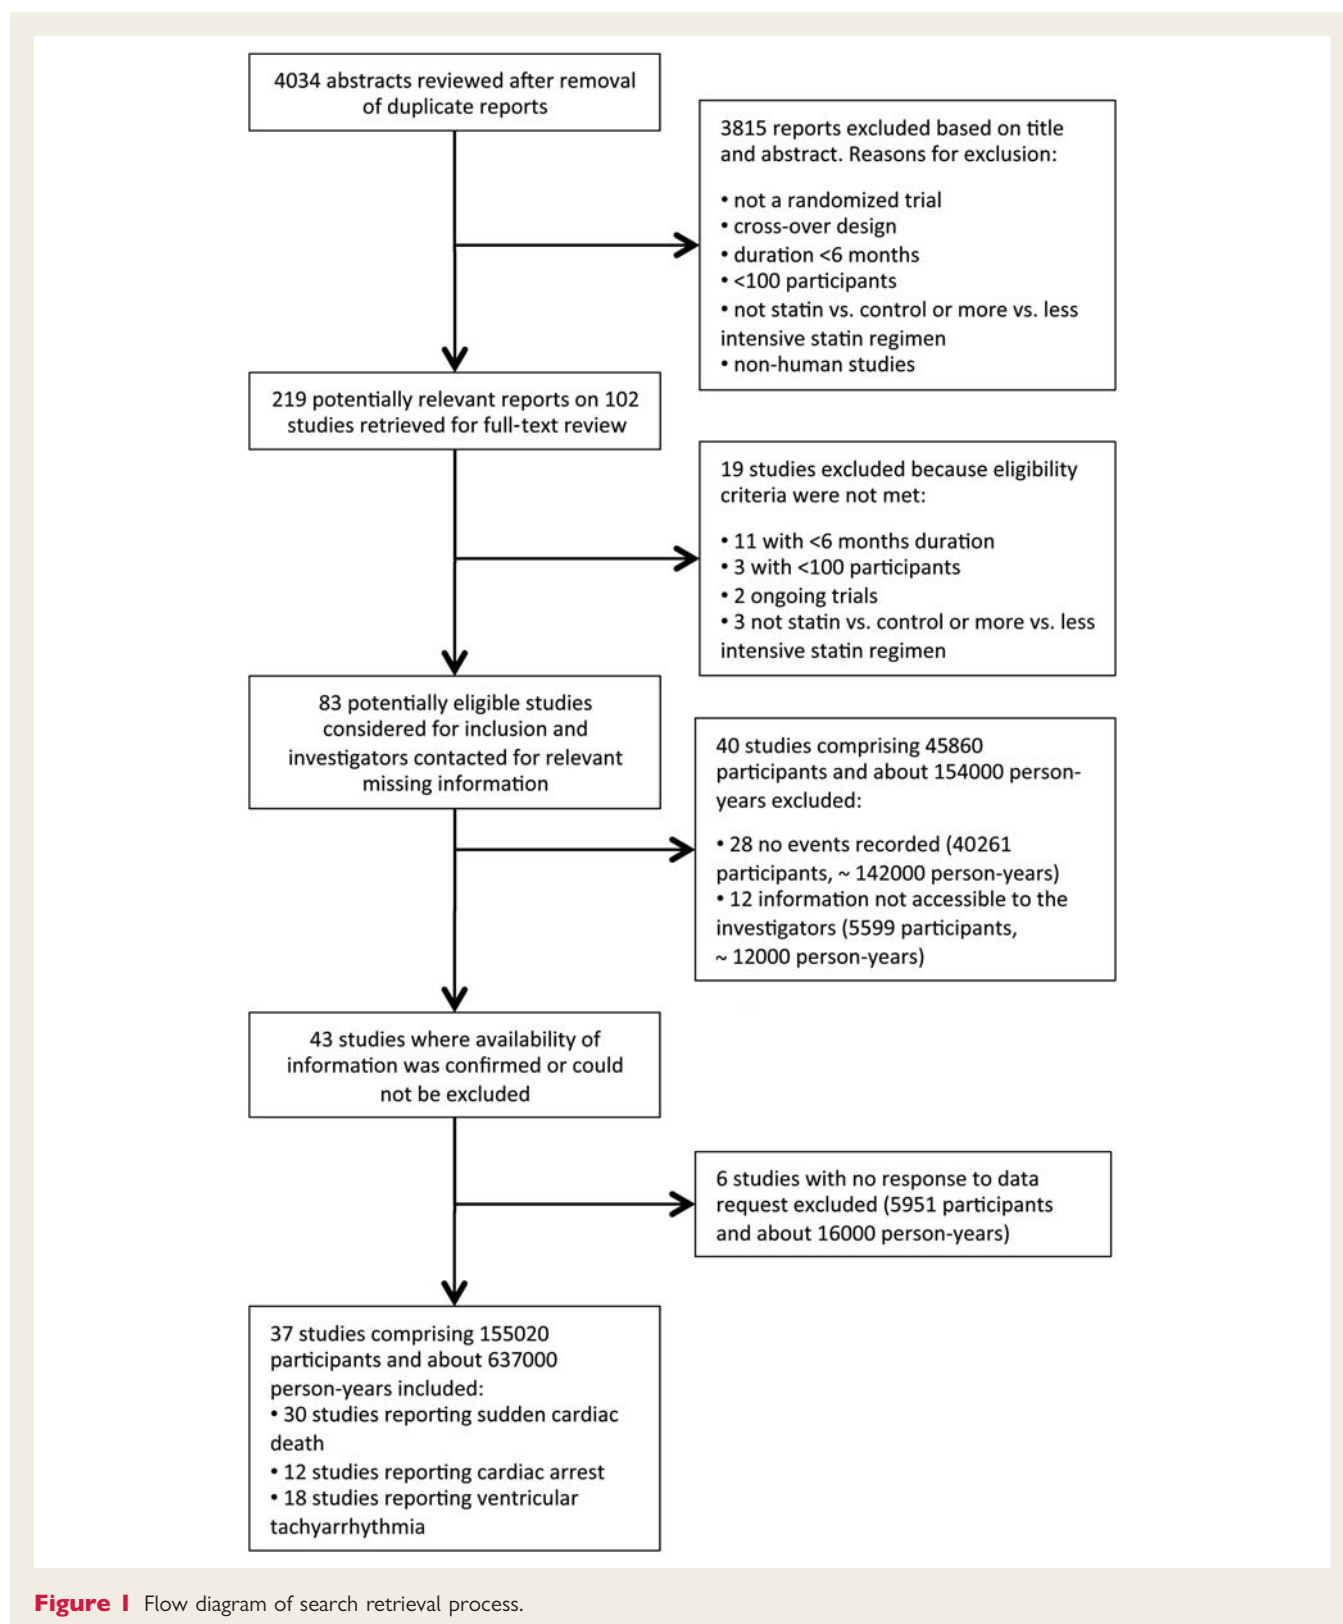 4034 abstracts reviewed after removal
of duplicate reports
3815 reports excluded based on title
and abstract. Reasons for exclusion:
• not a randomized trial
• cross-over design
• duration <6 months
• <100 participants
• not statin vs. control or more vs. less
intensive statin regimen
• non-human studies
219 potentially relevant reports on 102
studies retrieved for full-text review
19 studies excluded because eligibility
criteria were not met:
• 11 with <6 months duration
• 3 with <100 participants
• 2 ongoing trials
• 3 not statin vs. control or more vs. less
intensive statin regimen
83 potentially eligible studies
considered for inclusion and
investigators contacted for relevant
missing information
40 studies comprising 45860
participants and about 154000 person-
years excluded:
• 28 no events recorded (40261
participants, ~ 142000 person-years)
• 12 information not accessible to the
investigators (5599 participants,
~ 12000 person-years)
43 studies where availability of
information was confirmed or could
not be excluded
6 studies with no response to data
request excluded (5951 participants
and about 16000 person-years)
37 studies comprising 155020
participants and about 637000
person-years included:
• 30 studies reporting sudden cardiac
death
• 12 studies reporting cardiac arrest
• 18 studies reporting ventricular
tachyarrhythmia
Figure 1 Flow diagram of search retrieval process.